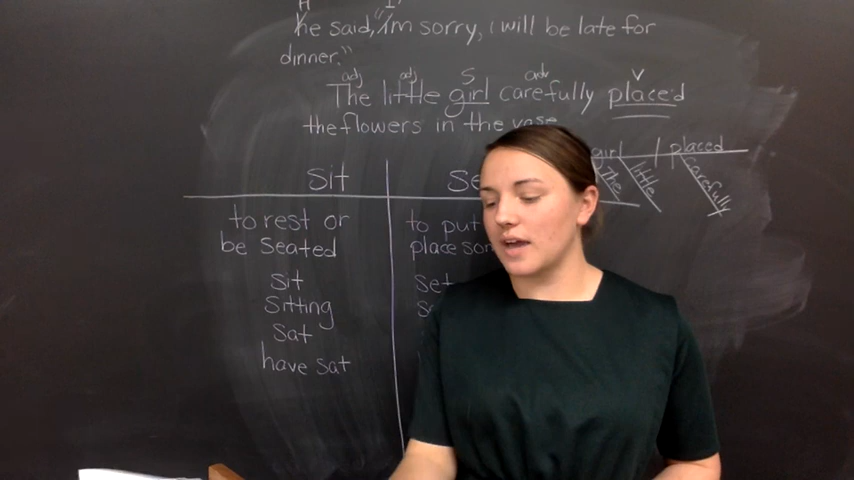 H I
he said, "i'm sorry, i will be late for
dinner."
adj adj S adv V
The little girl carefully placed
the flowers in the vase
girl placed
The little carefully
sit
to rest or to put
be Seated place
sit set
Sitting
Sat
have sat